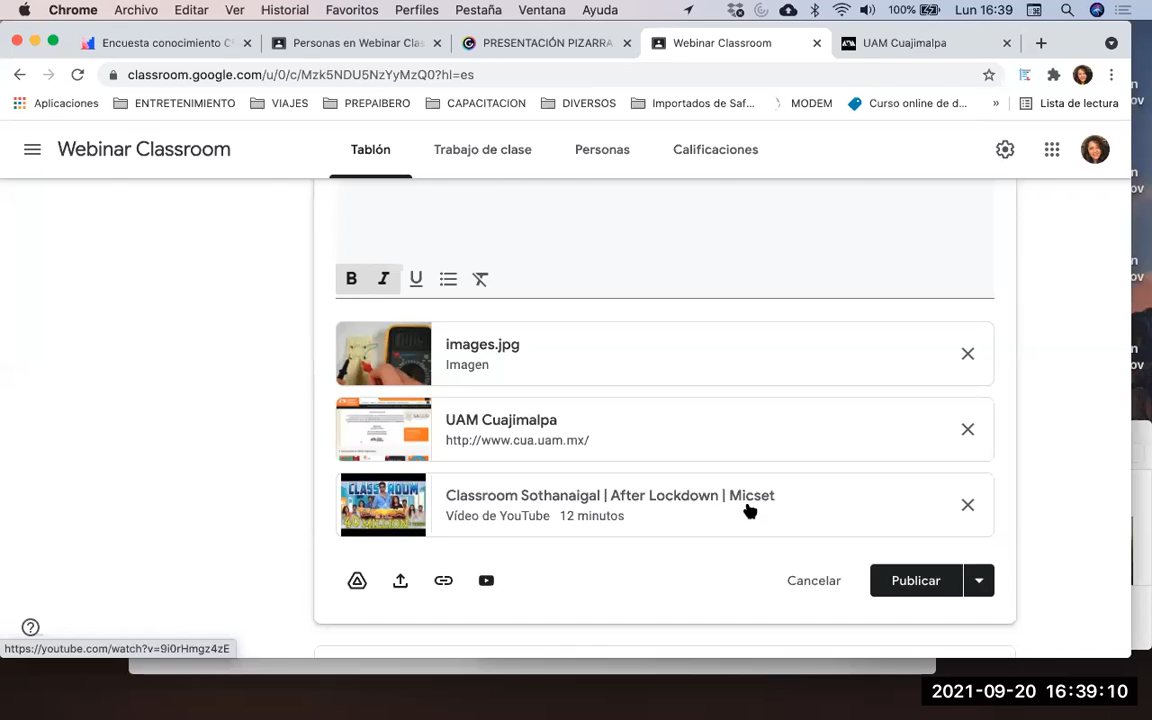 Chrome Archivo Editar Ver Historial Favoritos Perfiles Pestaña Ventana Ayuda 100% Lun 16:39
Encuesta conocimiento C Personas en Webinar Clas PRESENTACIÓN PIZARRA Webinar Classroom UAM Cuajimalpa
classroom.google.com/u/0/c/Mzk5NDU5NzYyMzQ0?hl=es
Aplicaciones ENTRETENIMIENTO VIAJES PREPAIBERO CAPACITACION DIVERSOS Importados de Saf... MODEM Curso online de d... » Lista de lectura
Webinar Classroom Tablón Trabajo de clase Personas Calificaciones
B I U
images.jpg
Imagen
UAM Cuajimalpa
http://www.cua.uam.mx/
CLASSROOM
Classroom Sothanaigal | After Lockdown | Micset
Vídeo de YouTube 12 minutos
Cancelar Publicar
https://youtube.com/watch?v=9i0rHmgz4zE
2021-09-20 16:39:10